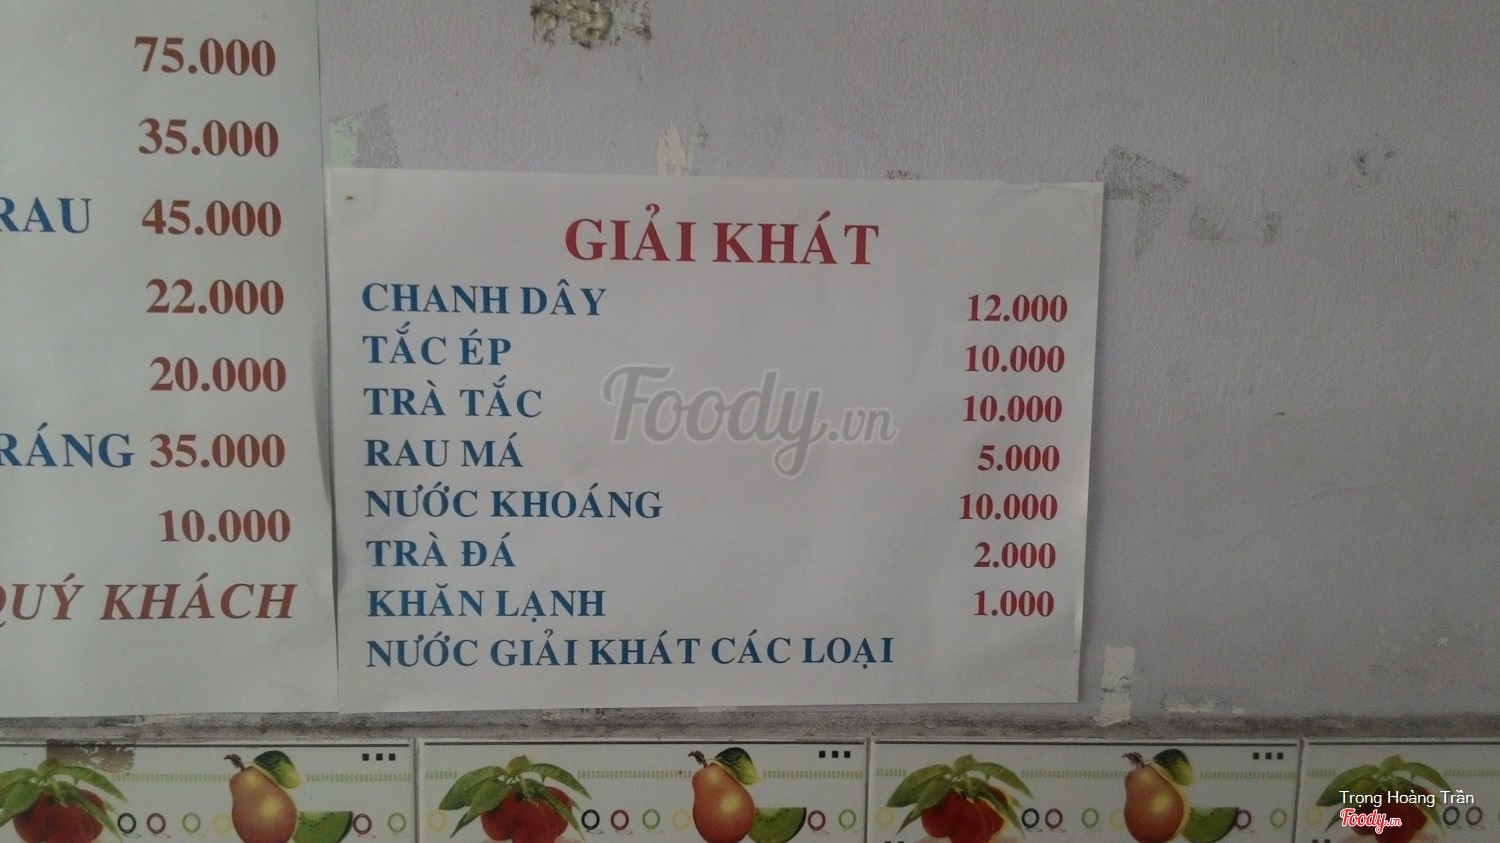 75.000
35.000
RAU 45.000
22.000
20.000
RÁNG 35.000
10.000
QUÝ KHÁCH
GIẢI KHÁT
CHANH DÂY 12.000
TẮC ÉP 10.000
TRÀ TẮC 10.000
RAU MÁ 5.000
NƯỚC KHOÁNG 10.000
TRÀ ĐÁ 2.000
KHĂN LẠNH 1.000
NƯỚC GIẢI KHÁT CÁC LOẠI
Foody.vn
Trọng Hoàng Trần
Foody.vn